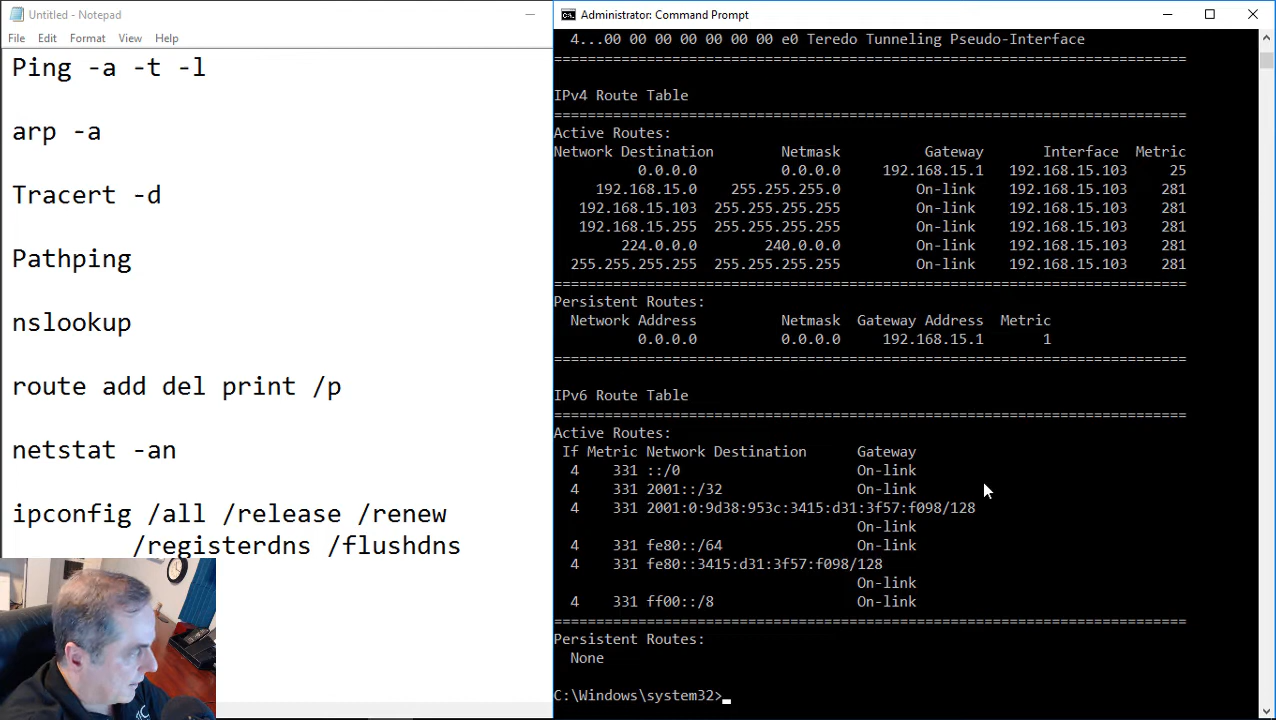 Untitled - Notepad
File Edit Format View Help
Ping -a -t -l
arp -a
Tracert -d
Pathping
nslookup
route add del print /p
netstat -an
ipconfig /all /release /renew
/registerdns /flushdns
Administrator: Command Prompt
4...00 00 00 00 00 00 00 e0 Teredo Tunneling Pseudo-Interface
===========================================================================
IPv4 Route Table
===========================================================================
Active Routes:
Network Destination Netmask Gateway Interface Metric
0.0.0.0 0.0.0.0 192.168.15.1 192.168.15.103 25
192.168.15.0 255.255.255.0 On-link 192.168.15.103 281
192.168.15.103 255.255.255.255 On-link 192.168.15.103 281
192.168.15.255 255.255.255.255 On-link 192.168.15.103 281
224.0.0.0 240.0.0.0 On-link 192.168.15.103 281
255.255.255.255 255.255.255.255 On-link 192.168.15.103 281
===========================================================================
Persistent Routes:
Network Address Netmask Gateway Address Metric
0.0.0.0 0.0.0.0 192.168.15.1 1
===========================================================================
IPv6 Route Table
===========================================================================
Active Routes:
If Metric Network Destination Gateway
4 331 ::/0 On-link
4 331 2001::/32 On-link
4 331 2001:0:9d38:953c:3415:d31:3f57:f098/128
On-link
4 331 fe80::/64 On-link
4 331 fe80::3415:d31:3f57:f098/128
On-link
4 331 ff00::/8 On-link
===========================================================================
Persistent Routes:
None
C:\Windows\system32>_